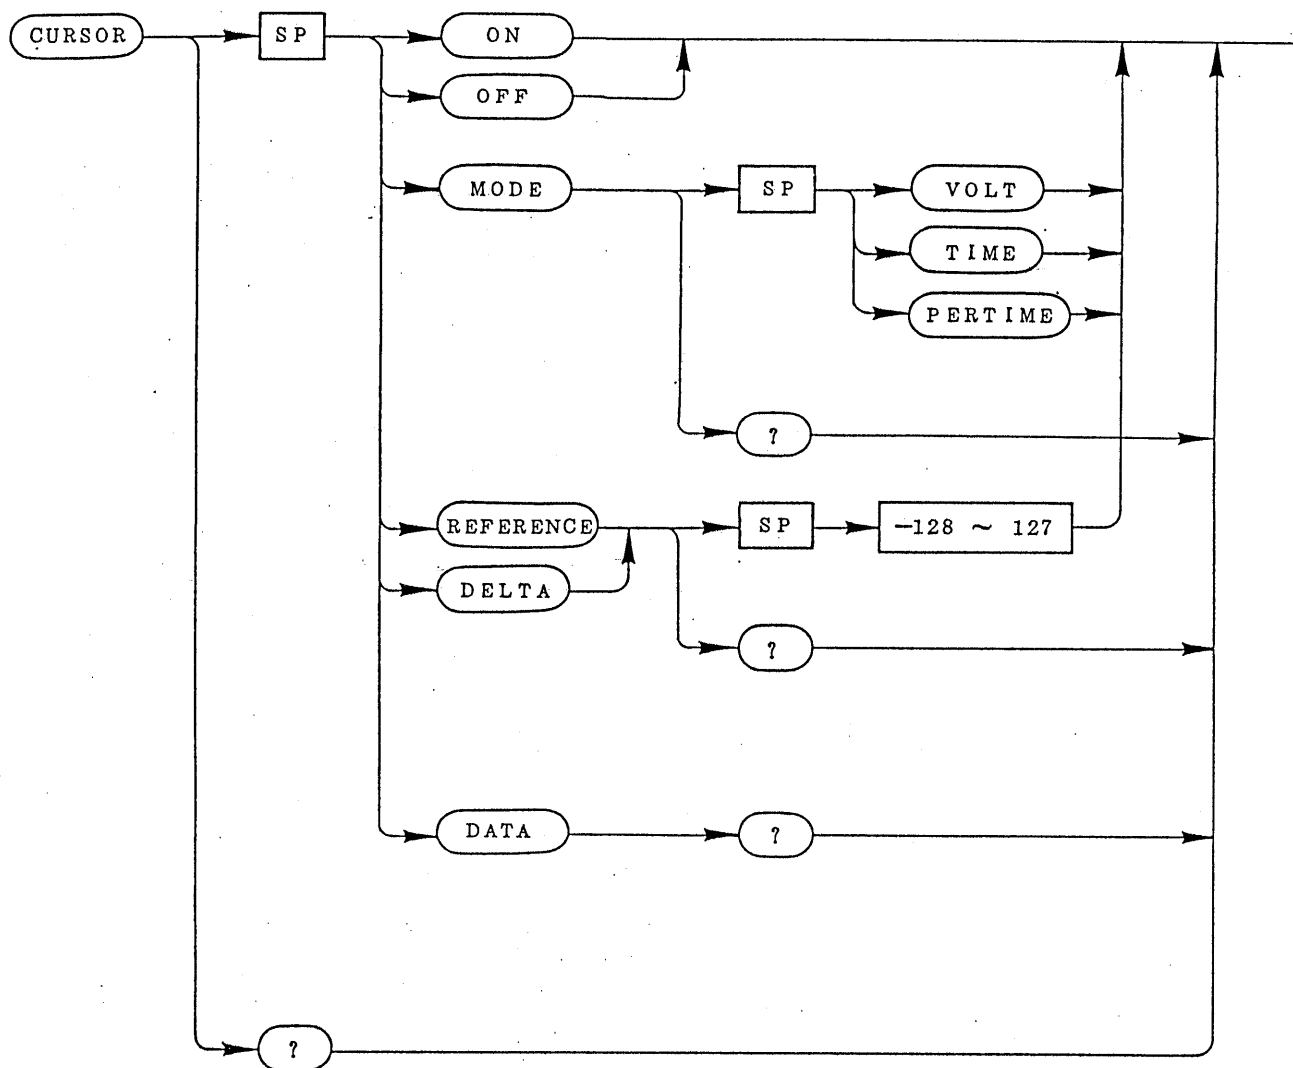 CURSOR SP ON
OFF
MODE SP VOLT
TIME
PERTIME
?
REFERENCE SP −128 ~ 127
DELTA
?
DATA ?
?